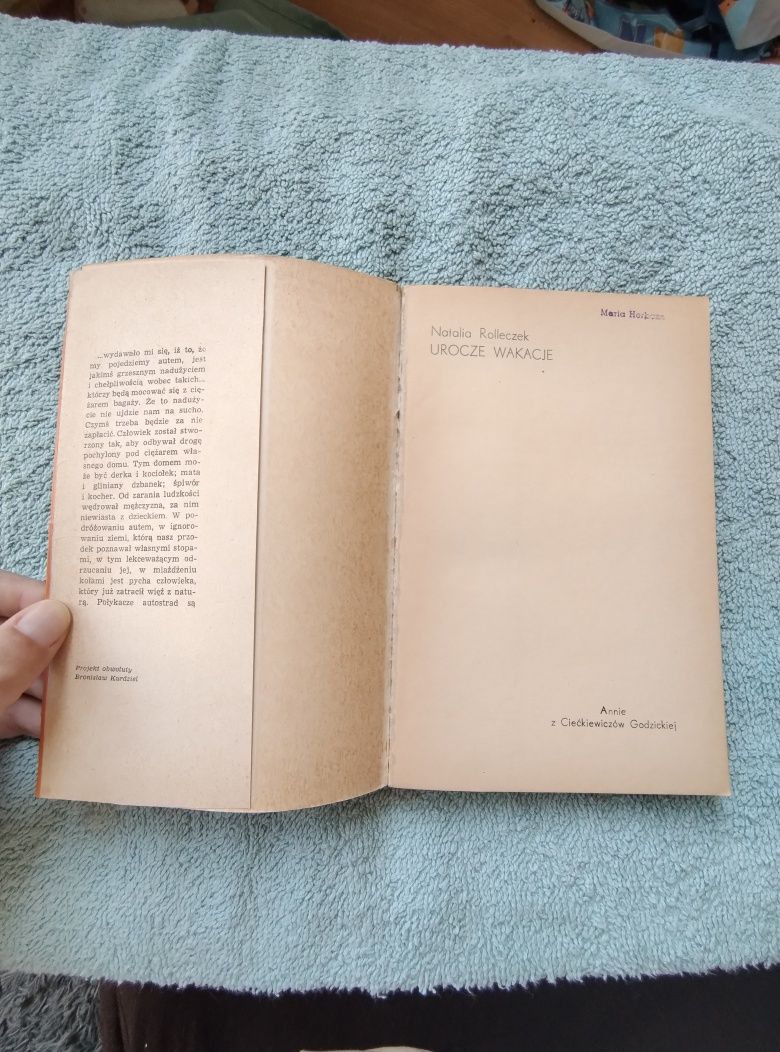 ...wydawało mi się, iż to, że
my pojedziemy autem, jest
jakimś grzesznym nadużyciem
i chełpliwością wobec takich...
którzy będą mocować się z cię-
żarem bagaży. Że to naduży-
cie nie ujdzie nam na sucho.
Czymś trzeba będzie za nie
zapłacić. Człowiek został stwo-
rzony tak, aby odbywał drogę
pochylony pod ciężarem wła-
snego domu. Tym domem mo-
że być derka i kociołek; mata
i gliniany dzbanek; śpiwór
i kocher. Od zarania ludzkości
wędrował mężczyzna, za nim
niewiasta z dzieckiem. W po-
dróżowaniu autem, w ignoro-
waniu ziemi, którą nasz przo-
dek poznawał własnymi stopa-
mi, w tym lekceważącym od-
rzucaniu jej, w miażdżeniu
kołami jest pycha człowieka,
który już zatracił więź z natu-
rą. Połykacze autostrad są
Projekt obwoluty
Bronisław Kurdziel
Maria
Natalia Rolleczek
UROCZE WAKACJE
Annie
z Ciećkiewiczów Godzickiej